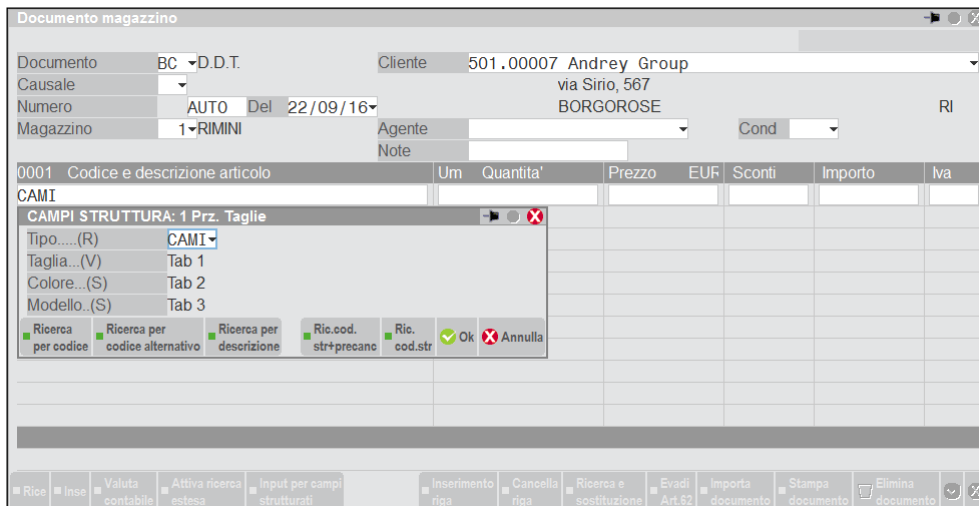 Documento magazzino
Documento BC D.D.T. Cliente 501.00007 Andrey Group
Causale via Sirio, 567
Numero AUTO Del 22/09/16 BORGOROSE RI
Magazzino 1 RIMINI Agente Cond
Note
0001 Codice e descrizione articolo Um Quantita' Prezzo EUR Sconti Importo Iva
CAMI
CAMPI STRUTTURA: 1 Prz. Taglie
Tipo.....(R) CAMI
Taglia...(V) Tab 1
Colore...(S) Tab 2
Modello..(S) Tab 3
Ricerca per codice Ricerca per codice alternativo Ricerca per descrizione Ric.cod. str+precanc Ric. cod.str Ok Annulla
Rice Inse Valuta contabile Attiva ricerca estesa Input per campi strutturati Inserimento riga Cancella riga Ricerca e sostituzione Evadi Art.62 Importa documento Stampa documento Elimina documento